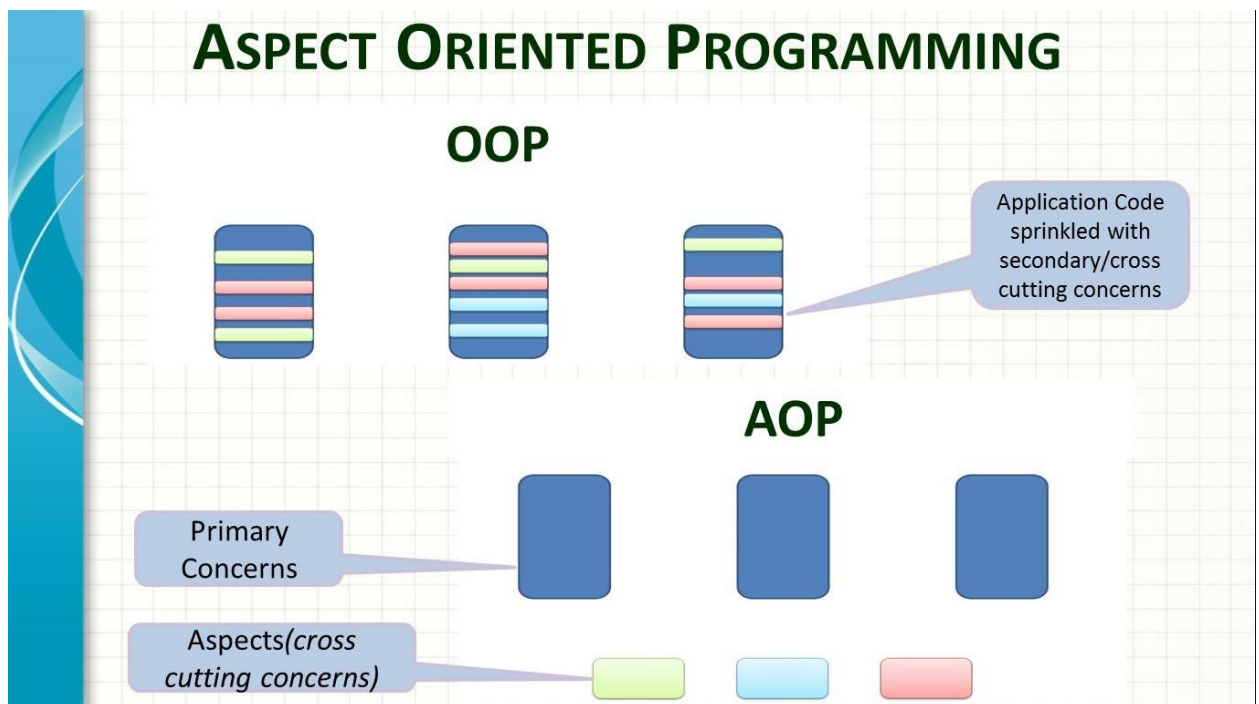 ASPECT ORIENTED PROGRAMMING
OOP
Application Code
sprinkled with
secondary/cross
cutting concerns
AOP
Primary
Concerns
Aspects(cross
cutting concerns)